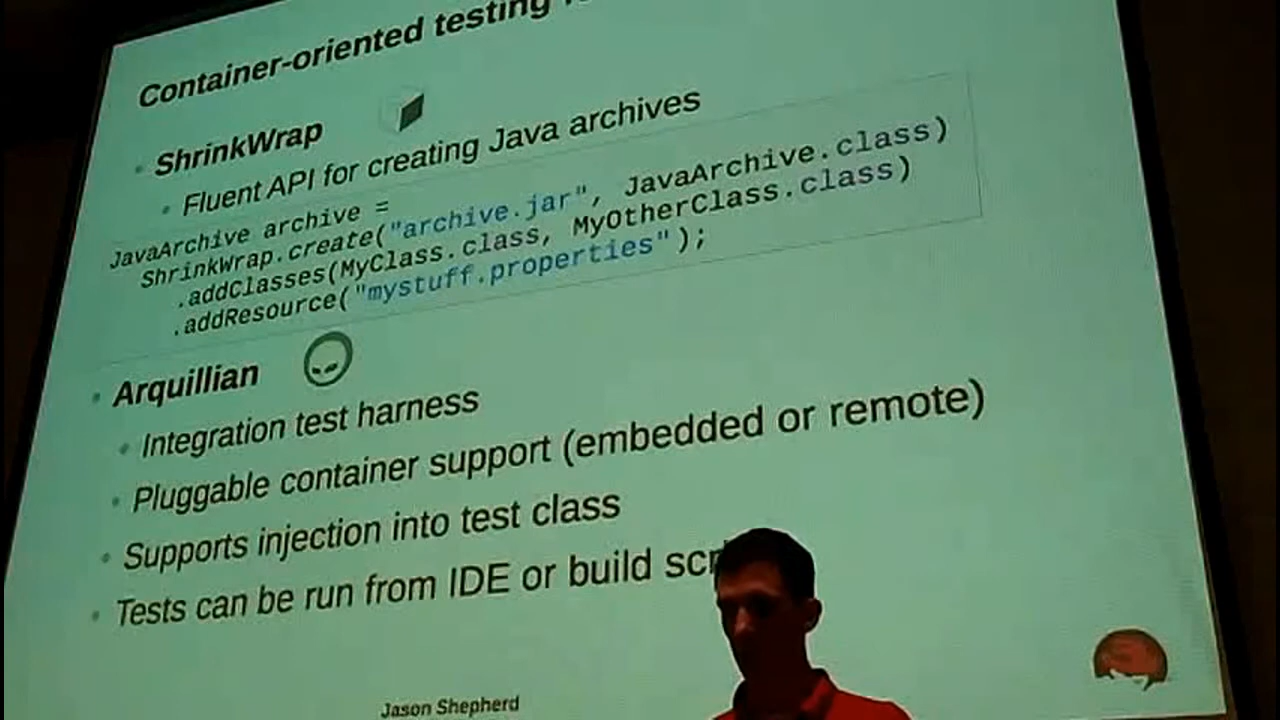 Container-oriented testing
ShrinkWrap
Fluent API for creating Java archives
JavaArchive archive =
ShrinkWrap.create("archive.jar", JavaArchive.class)
.addClasses(MyClass.class, MyOtherClass.class)
.addResource("mystuff.properties");
Arquillian
Integration test harness
Pluggable container support (embedded or remote)
Supports injection into test class
Tests can be run from IDE or build
Jason Shepherd